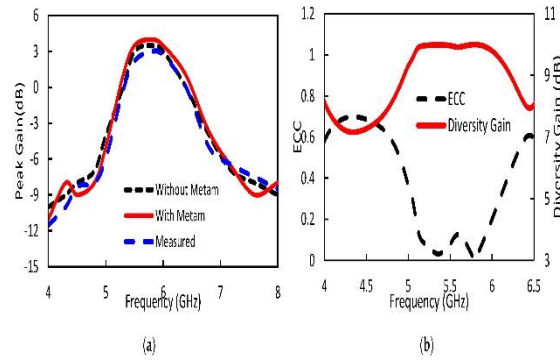 6
3
0
-3
-6
-9
-12
-15
Peak Gain(dB)
Without Metam
With Metam
Measured
4 5 6 7 8
Frequency (GHz)
(a)
1.2
1
0.8
0.6
0.4
0.2
0
ECC
ECC
Diversity Gain
11
9
7
5
3
Diversity Gain (dB)
4 4.5 5 5.5 6 6.5
Frequency (GHz)
(b)